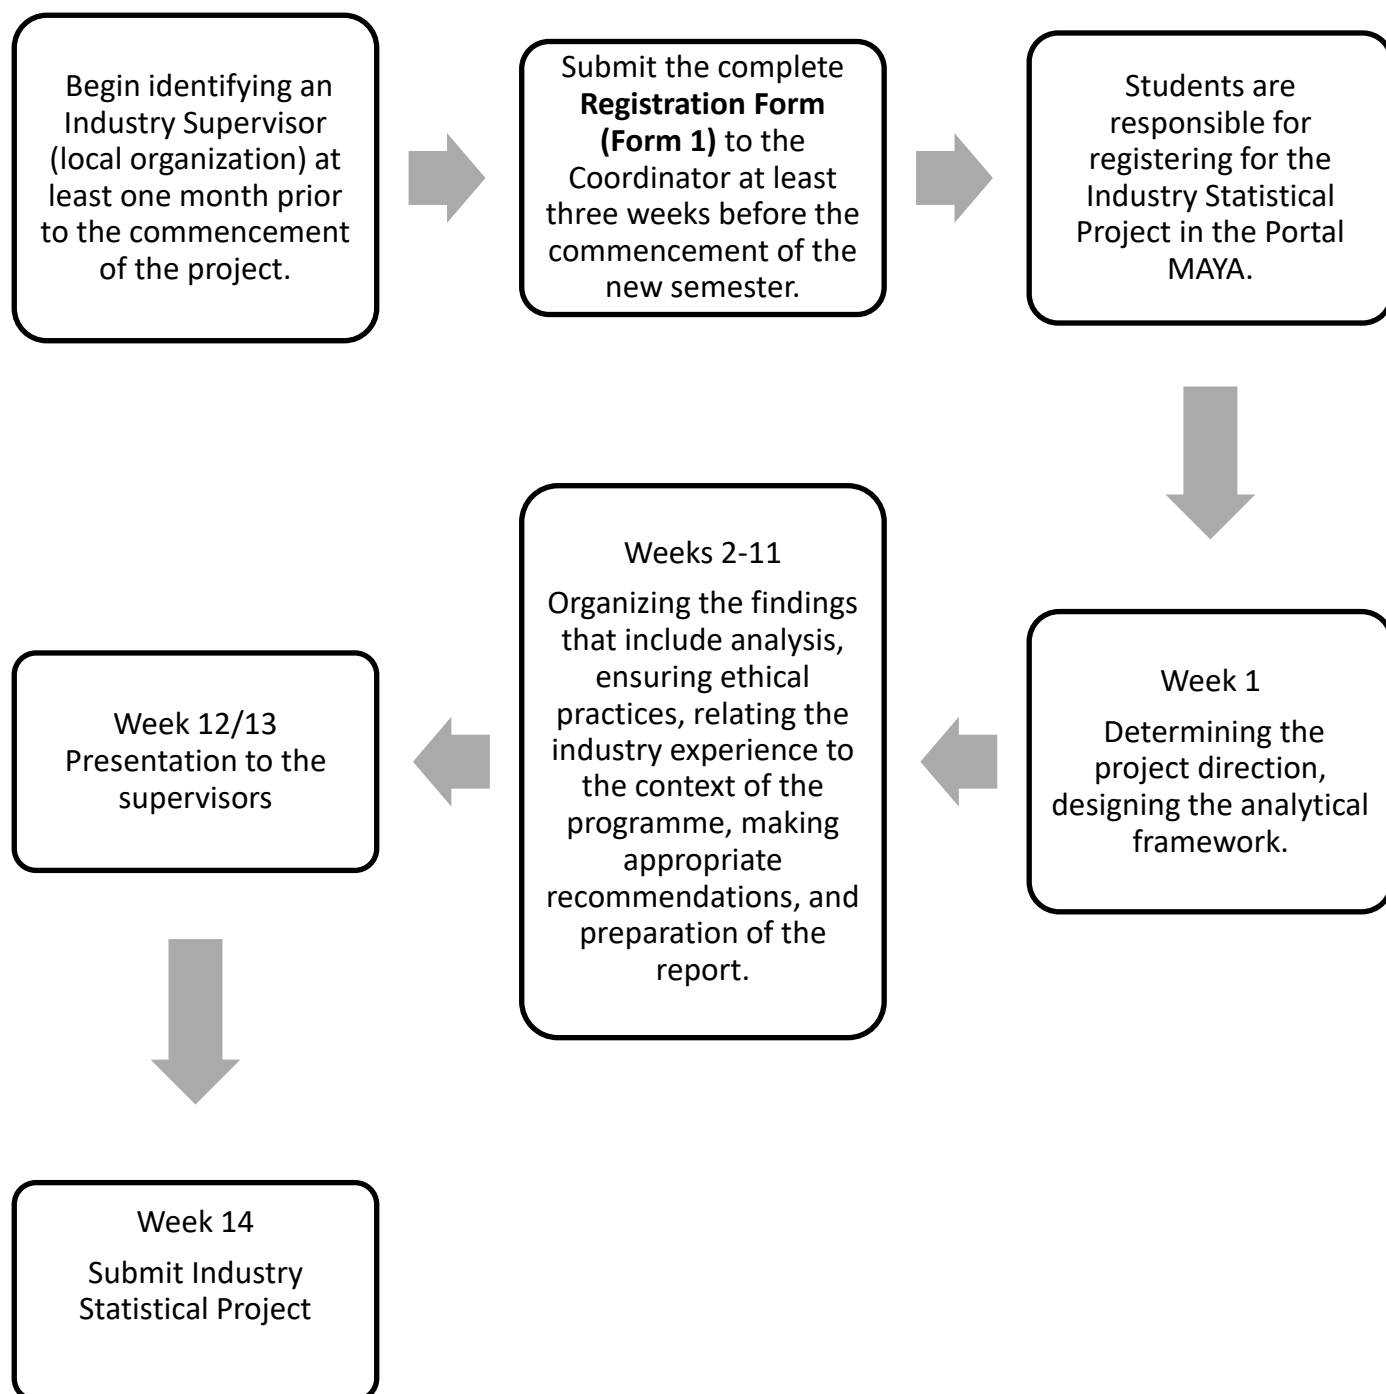 Begin identifying an
Industry Supervisor
(local organization) at
least one month prior
to the commencement
of the project.
Submit the complete
Registration Form
(Form 1) to the
Coordinator at least
three weeks before the
commencement of the
new semester.
Students are
responsible for
registering for the
Industry Statistical
Project in the Portal
MAYA.
Week 1
Determining the
project direction,
designing the analytical
framework.
Weeks 2-11
Organizing the findings
that include analysis,
ensuring ethical
practices, relating the
industry experience to
the context of the
programme, making
appropriate
recommendations, and
preparation of the
report.
Week 12/13
Presentation to the
supervisors
Week 14
Submit Industry
Statistical Project